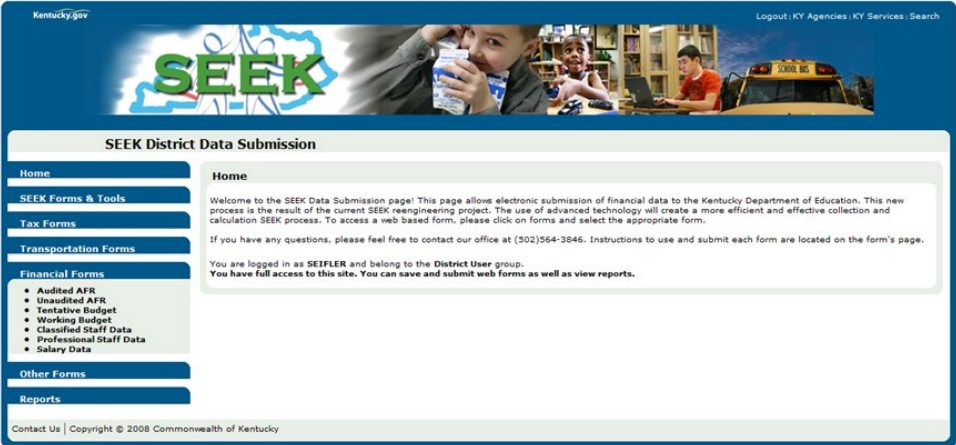 Kentucky.gov
Logout | KY Agencies | KY Services | Search
SEEK
SCHOOL BUS
SEEK District Data Submission
Home
SEEK Forms & Tools
Tax Forms
Transportation Forms
Financial Forms
• Audited AFR
• Unaudited AFR
• Tentative Budget
• Working Budget
• Classified Staff Data
• Professional Staff Data
• Salary Data
Other Forms
Reports
Home
Welcome to the SEEK Data Submission page! This page allows electronic submission of financial data to the Kentucky Department of Education. This new
process is the result of the current SEEK reengineering project. The use of advanced technology will create a more efficient and effective collection and
calculation SEEK process. To access a web based form, please click on forms and select the appropriate form.
If you have any questions, please feel free to contact our office at (502)564-3846. Instructions to use and submit each form are located on the form's page.
You are logged in as SEIFLER and belong to the District User group.
You have full access to this site. You can save and submit web forms as well as view reports.
Contact Us | Copyright © 2008 Commonwealth of Kentucky